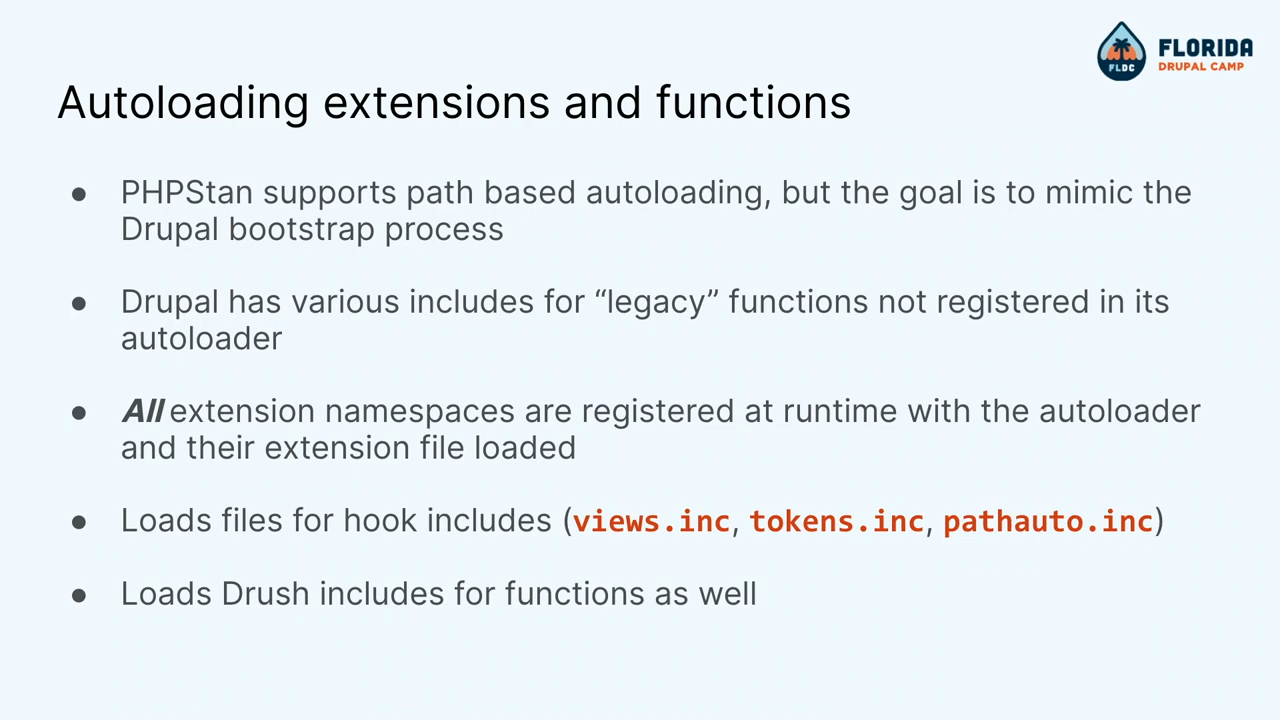 FLDC
FLORIDA
DRUPAL CAMP
Autoloading extensions and functions
● PHPStan supports path based autoloading, but the goal is to mimic the
Drupal bootstrap process
● Drupal has various includes for “legacy” functions not registered in its
autoloader
● All extension namespaces are registered at runtime with the autoloader
and their extension file loaded
● Loads files for hook includes (views.inc, tokens.inc, pathauto.inc)
● Loads Drush includes for functions as well